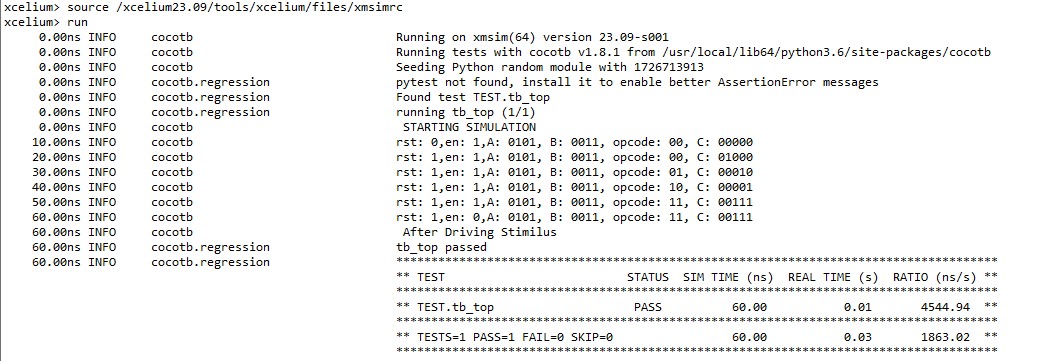 xcelium> source /xcelium23.09/tools/xcelium/files/xmsimrc
xcelium> run
0.00ns INFO     cocotb                             Running on xmsim(64) version 23.09-s001
0.00ns INFO     cocotb                             Running tests with cocotb v1.8.1 from /usr/local/lib64/python3.6/site-packages/cocotb
0.00ns INFO     cocotb                             Seeding Python random module with 1726713913
0.00ns INFO     cocotb.regression                  pytest not found, install it to enable better AssertionError messages
0.00ns INFO     cocotb.regression                  Found test TEST.tb_top
0.00ns INFO     cocotb.regression                  running tb_top (1/1)
0.00ns INFO     cocotb                              STARTING SIMULATION
10.00ns INFO     cocotb                             rst: 0,en: 1,A: 0101, B: 0011, opcode: 00, C: 00000
20.00ns INFO     cocotb                             rst: 1,en: 1,A: 0101, B: 0011, opcode: 00, C: 01000
30.00ns INFO     cocotb                             rst: 1,en: 1,A: 0101, B: 0011, opcode: 01, C: 00010
40.00ns INFO     cocotb                             rst: 1,en: 1,A: 0101, B: 0011, opcode: 10, C: 00001
50.00ns INFO     cocotb                             rst: 1,en: 1,A: 0101, B: 0011, opcode: 11, C: 00111
60.00ns INFO     cocotb                             rst: 1,en: 0,A: 0101, B: 0011, opcode: 11, C: 00111
60.00ns INFO     cocotb                              After Driving Stimilus
60.00ns INFO     cocotb.regression                  tb_top passed
60.00ns INFO     cocotb.regression                  **************************************************************************************
** TEST                          STATUS  SIM TIME (ns)  REAL TIME (s)  RATIO (ns/s) **
**************************************************************************************
** TEST.tb_top                    PASS          60.00           0.01       4544.94  **
**************************************************************************************
** TESTS=1 PASS=1 FAIL=0 SKIP=0                 60.00           0.03       1863.02  **
**************************************************************************************